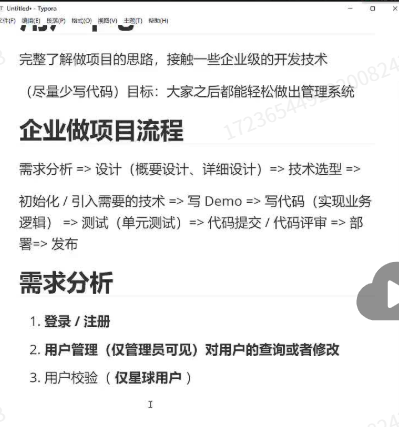 Untitled• - Typora
文件(F) 编辑(E) 段落(P) 格式(O) 视图(V) 主题(T) 帮助(H)
完整了解做项目的思路，接触一些企业级的开发技术
（尽量少写代码）目标：大家之后都能轻松做出管理系统
企业做项目流程
需求分析 => 设计（概要设计、详细设计）=> 技术选型 =>
初始化 / 引入需要的技术 => 写 Demo => 写代码（实现业务
逻辑） => 测试（单元测试）=> 代码提交 / 代码评审 => 部
署=> 发布
需求分析
1. 登录 / 注册
2. 用户管理（仅管理员可见）对用户的查询或者修改
3. 用户校验（ 仅星球用户 ）